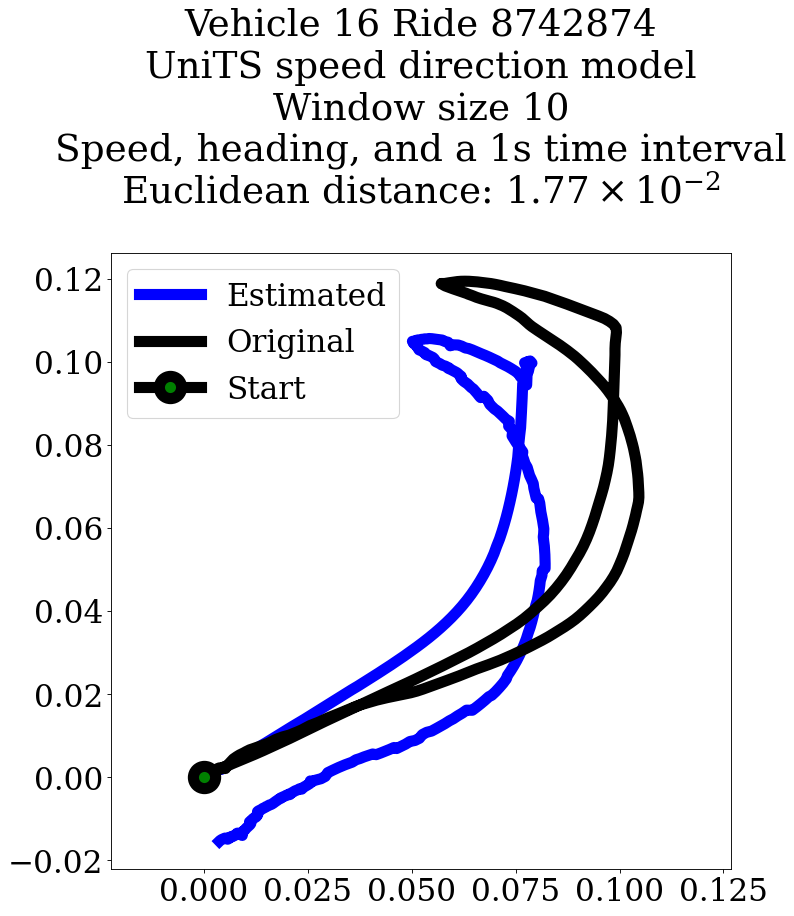 Vehicle 16 Ride 8742874
UniTS speed direction model
Window size 10
Speed, heading, and a 1s time interval
Euclidean distance: 1.77 × 10⁻²
Estimated
Original
Start
0.12
0.10
0.08
0.06
0.04
0.02
0.00
−0.02
0.000 0.025 0.050 0.075 0.100 0.125